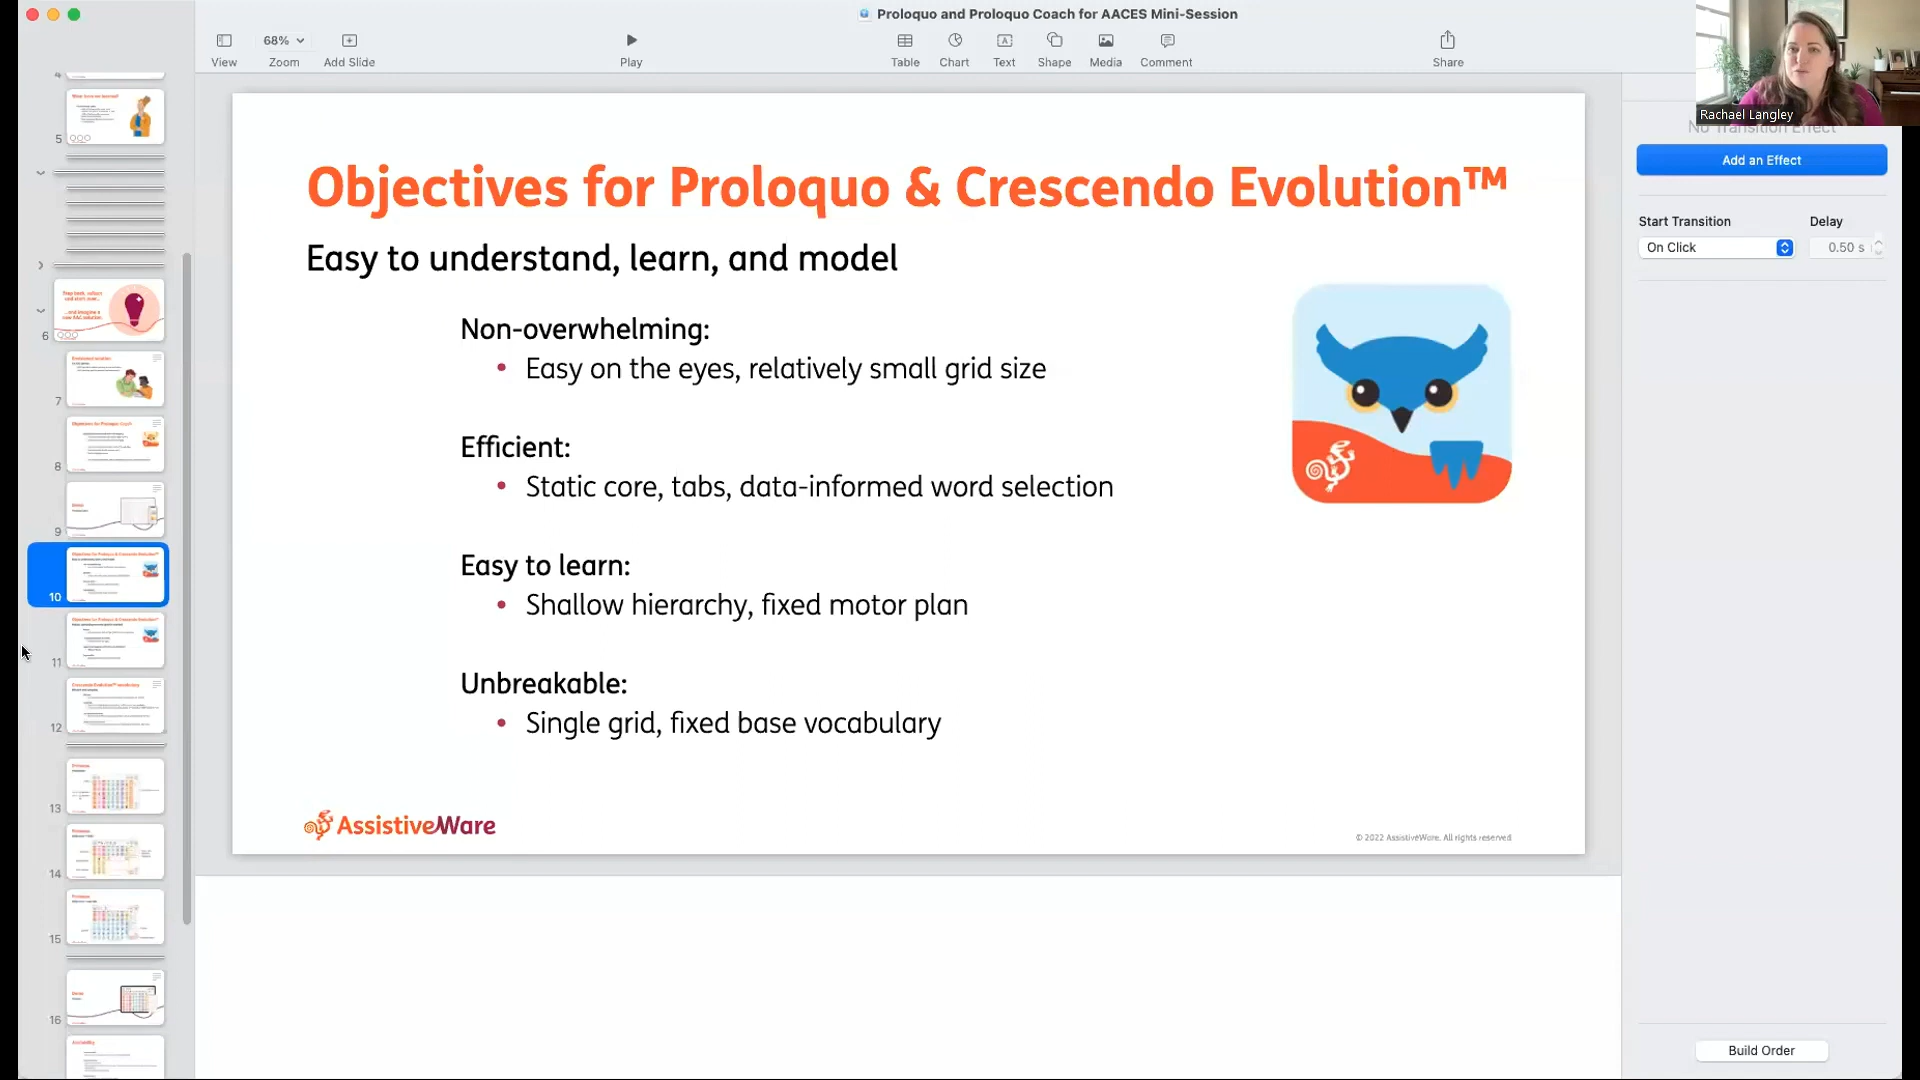 Proloquo and Proloquo Coach for AACES Mini-Session
68%
View
Zoom
Add Slide
Play
Table
Chart
Text
Shape
Media
Comment
Share
Rachael Langley
No Transition Effect
Add an Effect
Start Transition
Delay
On Click
0.50 s
Objectives for Proloquo & Crescendo Evolution™
Easy to understand, learn, and model
Non-overwhelming:
• Easy on the eyes, relatively small grid size
Efficient:
• Static core, tabs, data-informed word selection
Easy to learn:
• Shallow hierarchy, fixed motor plan
Unbreakable:
• Single grid, fixed base vocabulary
AssistiveWare
© 2022 AssistiveWare. All rights reserved
5
6
7
8
9
10
11
12
13
14
15
16
Build Order